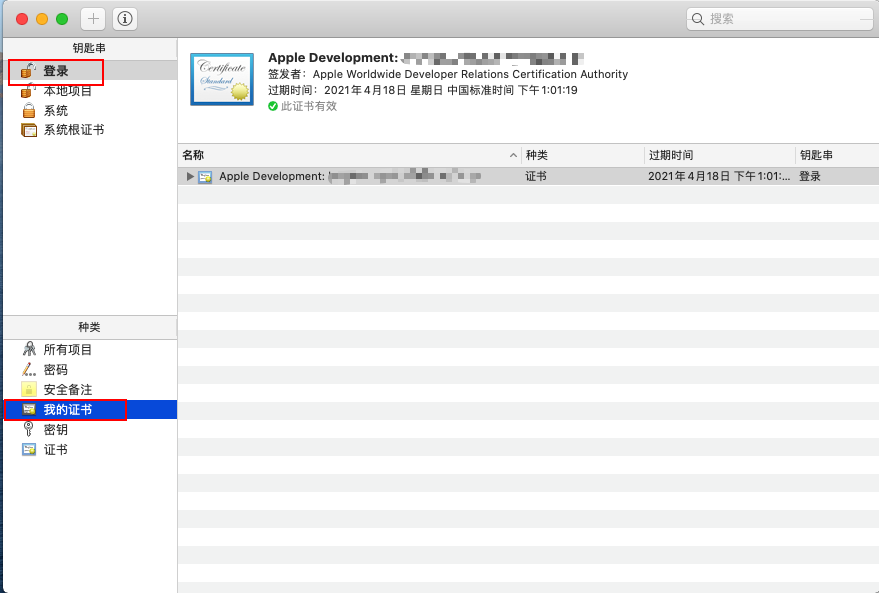 搜索
钥匙串
登录
本地项目
系统
系统根证书
Certificate
Standard
Apple Development:
签发者：Apple Worldwide Developer Relations Certification Authority
过期时间：2021年4月18日 星期日 中国标准时间 下午1:01:19
此证书有效
名称 种类 过期时间 钥匙串
Apple Development: 证书 2021年4月18日 下午1:01:... 登录
种类
所有项目
密码
安全备注
我的证书
密钥
证书